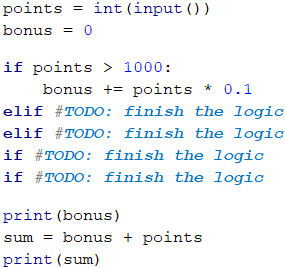 points = int(input())
bonus = 0
if points > 1000:
    bonus += points * 0.1
elif #TODO: finish the logic
elif #TODO: finish the logic
if #TODO: finish the logic
if #TODO: finish the logic
print(bonus)
sum = bonus + points
print(sum)